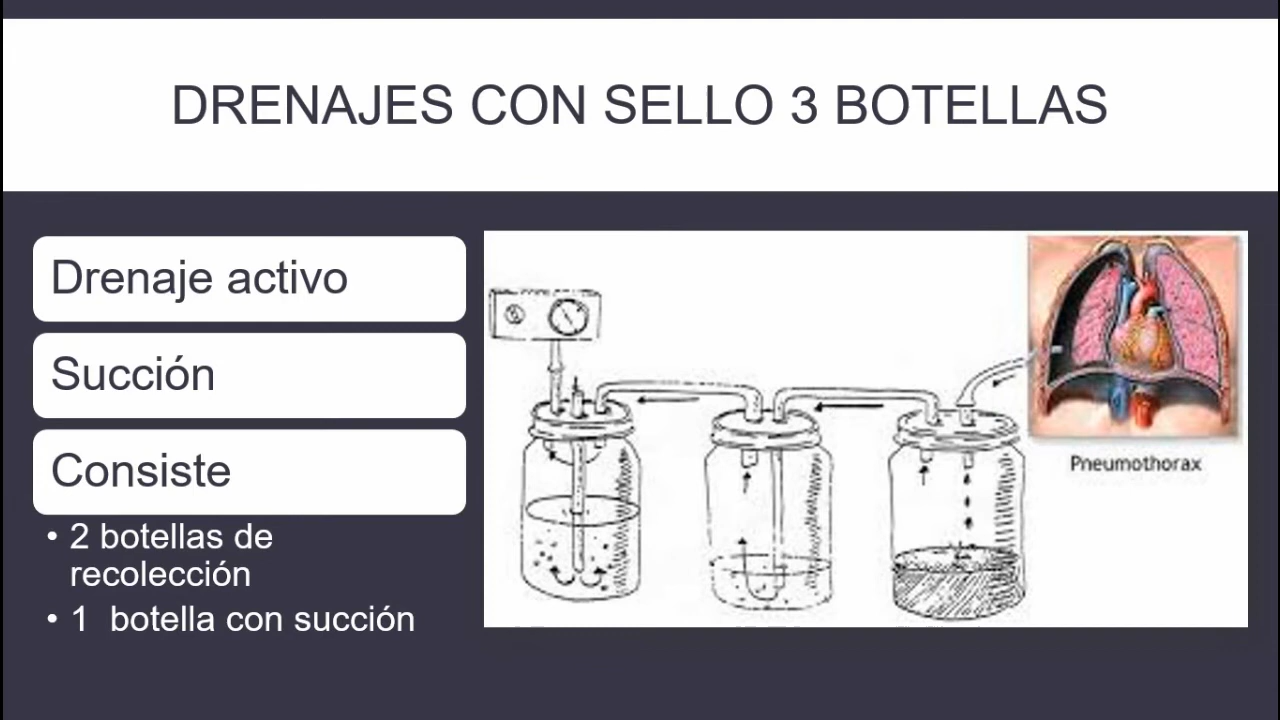 DRENAJES CON SELLO 3 BOTELLAS
Drenaje activo
Succión
Consiste
• 2 botellas de
recolección
• 1 botella con succión
Pneumothorax